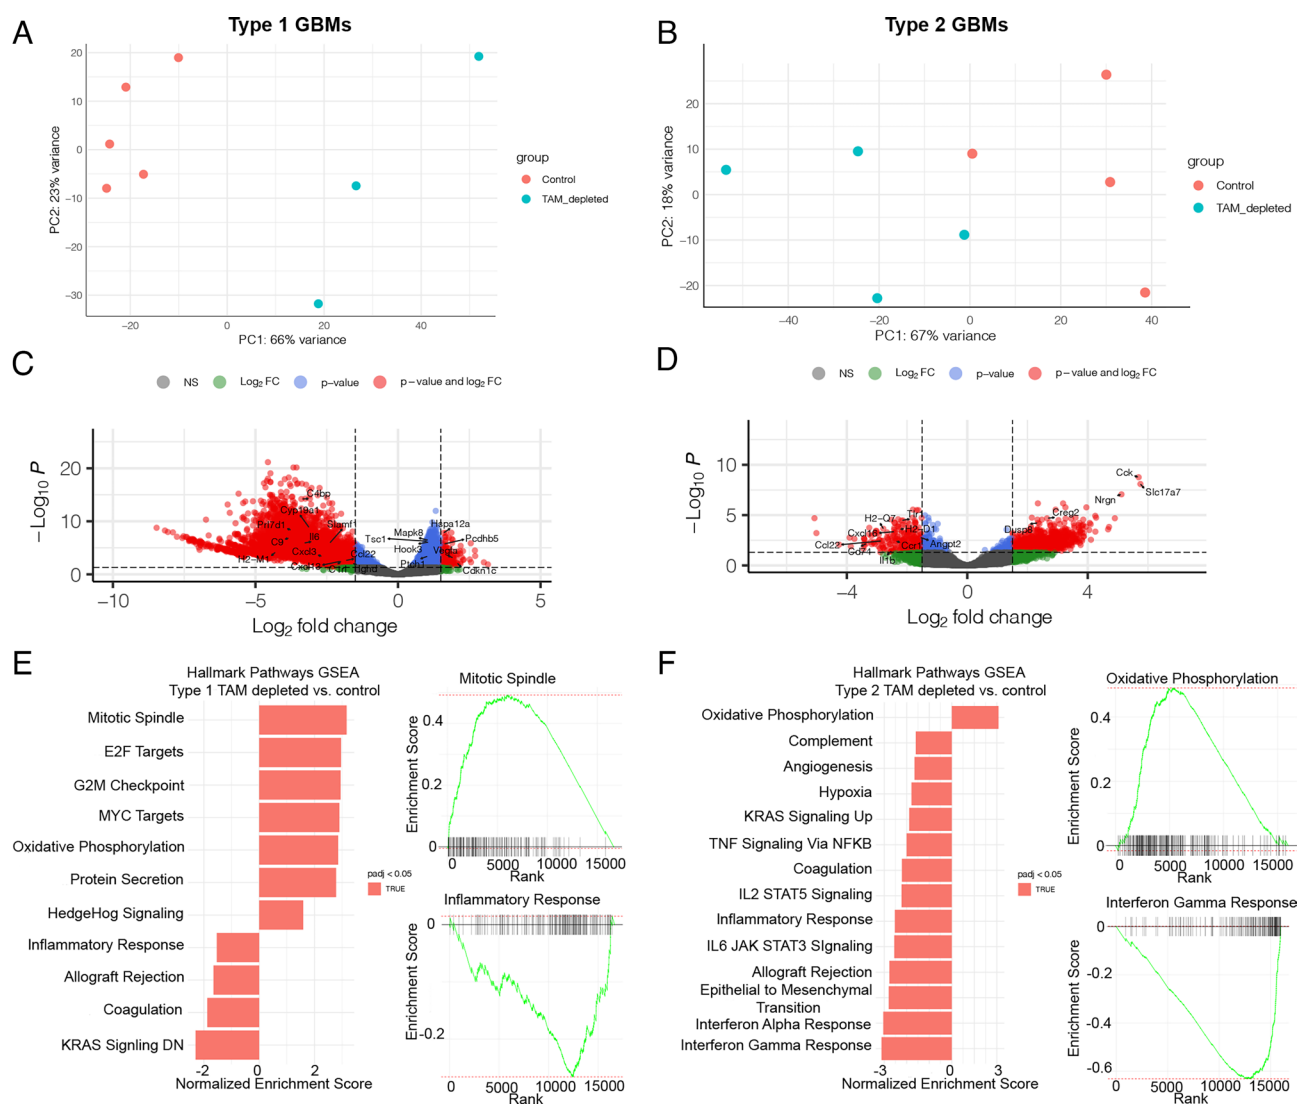 A
Type 1 GBMs
20
10
0
−10
−20
−30
PC2: 23% variance
−20
0
20
40
PC1: 66% variance
group
Control
TAM_depleted
B
Type 2 GBMs
20
10
0
−10
−20
PC2: 18% variance
−40
−20
0
20
40
PC1: 67% variance
group
Control
TAM_depleted
C
NS
Log2 FC
p−value
p−value and log2 FC
20
10
5
0
−Log10 P
C4bp
Cyp19a1
Prl7d1
Slamf1
C9
Il6
H2−M1
Cxcl3
Ccl22
Tsc1
Mapk8
Hook3
Ptch1
Hspa12a
Pcdhb5
Vegfa
Cdkn1c
−10
−5
0
5
Log2 fold change
D
NS
Log2 FC
p−value
p−value and log2 FC
10
5
0
−Log10 P
Cck
Slc17a7
Nrgn
Creg2
Dusp6
H2−Q7
Tlr1
H2−D1
Cxcl16
Ccl22
Cd71
Ccr1
Angpt2
Il1b
−4
0
4
Log2 fold change
E
Hallmark Pathways GSEA
Type 1 TAM depleted vs. control
Mitotic Spindle
E2F Targets
G2M Checkpoint
MYC Targets
Oxidative Phosphorylation
Protein Secretion
HedgeHog Signaling
Inflammatory Response
Allograft Rejection
Coagulation
KRAS Signling DN
-2
0
2
Normalized Enrichment Score
padj < 0.05
TRUE
Mitotic Spindle
0.4
0.2
0
Enrichment Score
0
5000
10000
15000
Rank
Inflammatory Response
0
-0.2
Enrichment Score
0
5000
10000
15000
Rank
F
Hallmark Pathways GSEA
Type 2 TAM depleted vs. control
Oxidative Phosphorylation
Complement
Angiogenesis
Hypoxia
KRAS Signaling Up
TNF Signaling Via NFKB
Coagulation
IL2 STAT5 Signaling
Inflammatory Response
IL6 JAK STAT3 SIgnaling
Allograft Rejection
Epithelial to Mesenchymal
Transition
Interferon Alpha Response
Interferon Gamma Response
-3
0
3
Normalized Enrichment Score
padj < 0.05
TRUE
Oxidative Phosphorylation
0.4
0.2
0
Enrichment Score
0
5000
10000
15000
Rank
Interferon Gamma Response
0
-0.2
-0.4
-0.6
Enrichment Score
0
5000
10000
15000
Rank